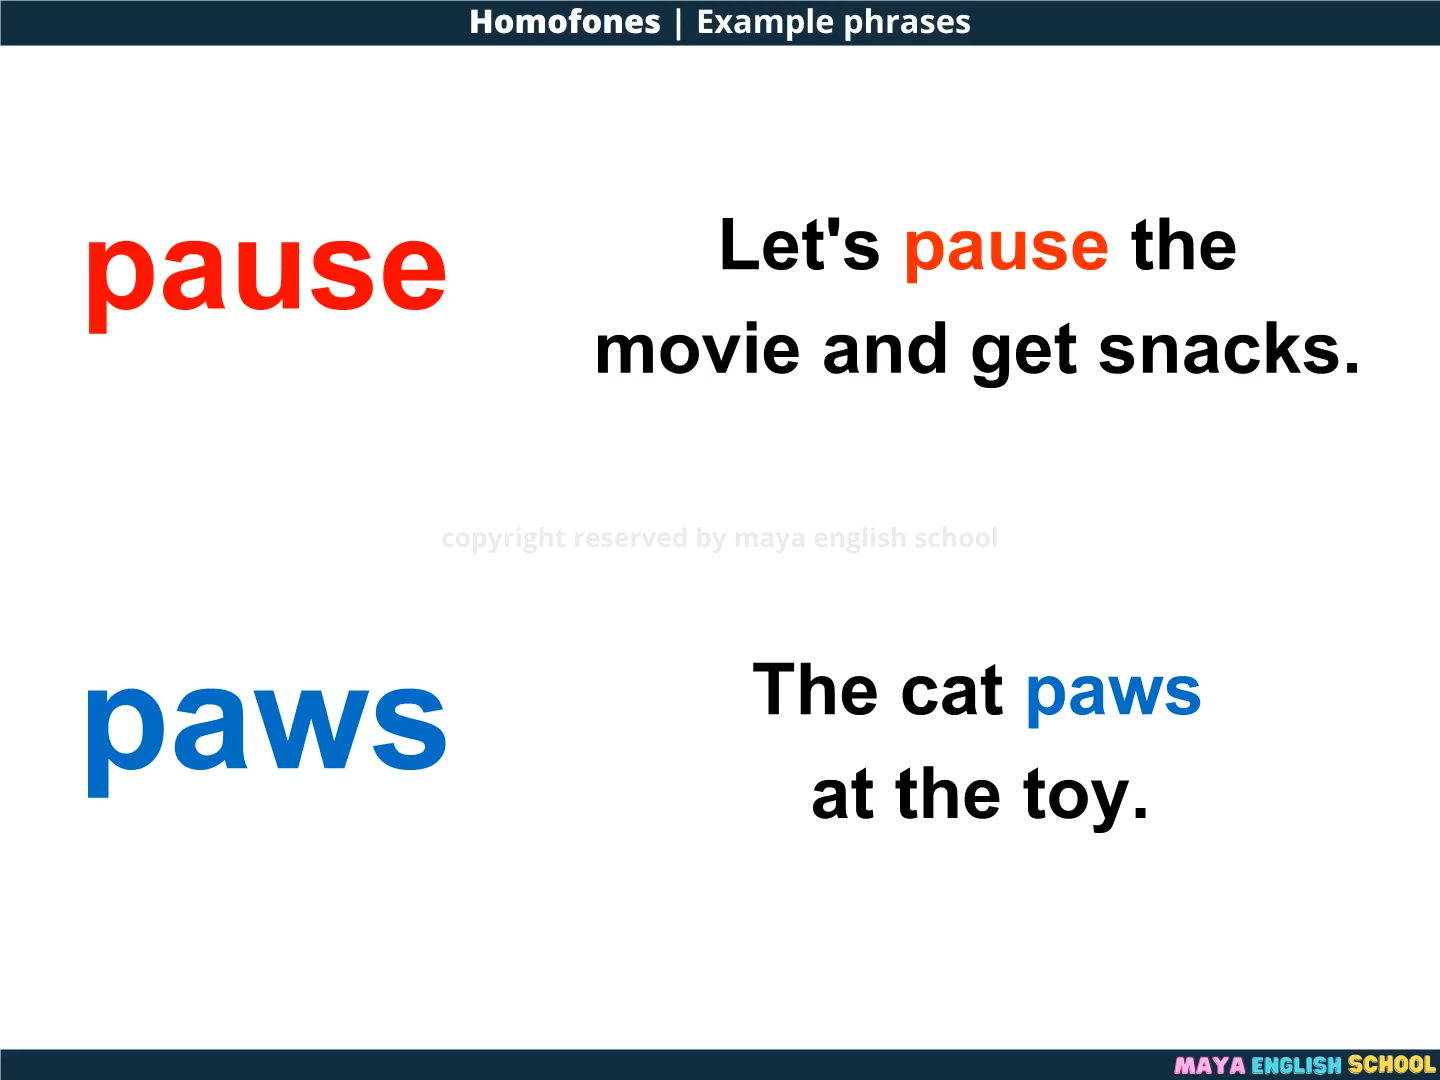 Homofones | Example phrases
pause
Let's pause the
movie and get snacks.
copyright reserved by maya english school
paws
The cat paws
at the toy.
MAYA ENGLISH SCHOOL